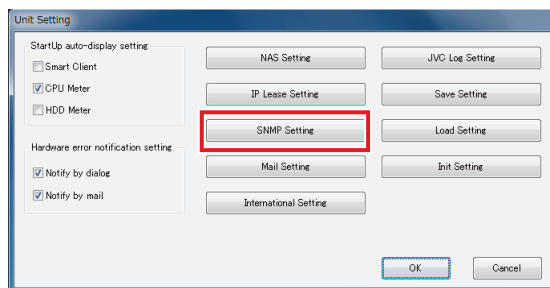 Unit Setting
StartUp auto-display setting
Smart Client
CPU Meter
HDD Meter
Hardware error notification setting
Notify by dialog
Notify by mail
NAS Setting
IP Lease Setting
SNMP Setting
Mail Setting
International Setting
JVC Log Setting
Save Setting
Load Setting
Init Setting
OK
Cancel